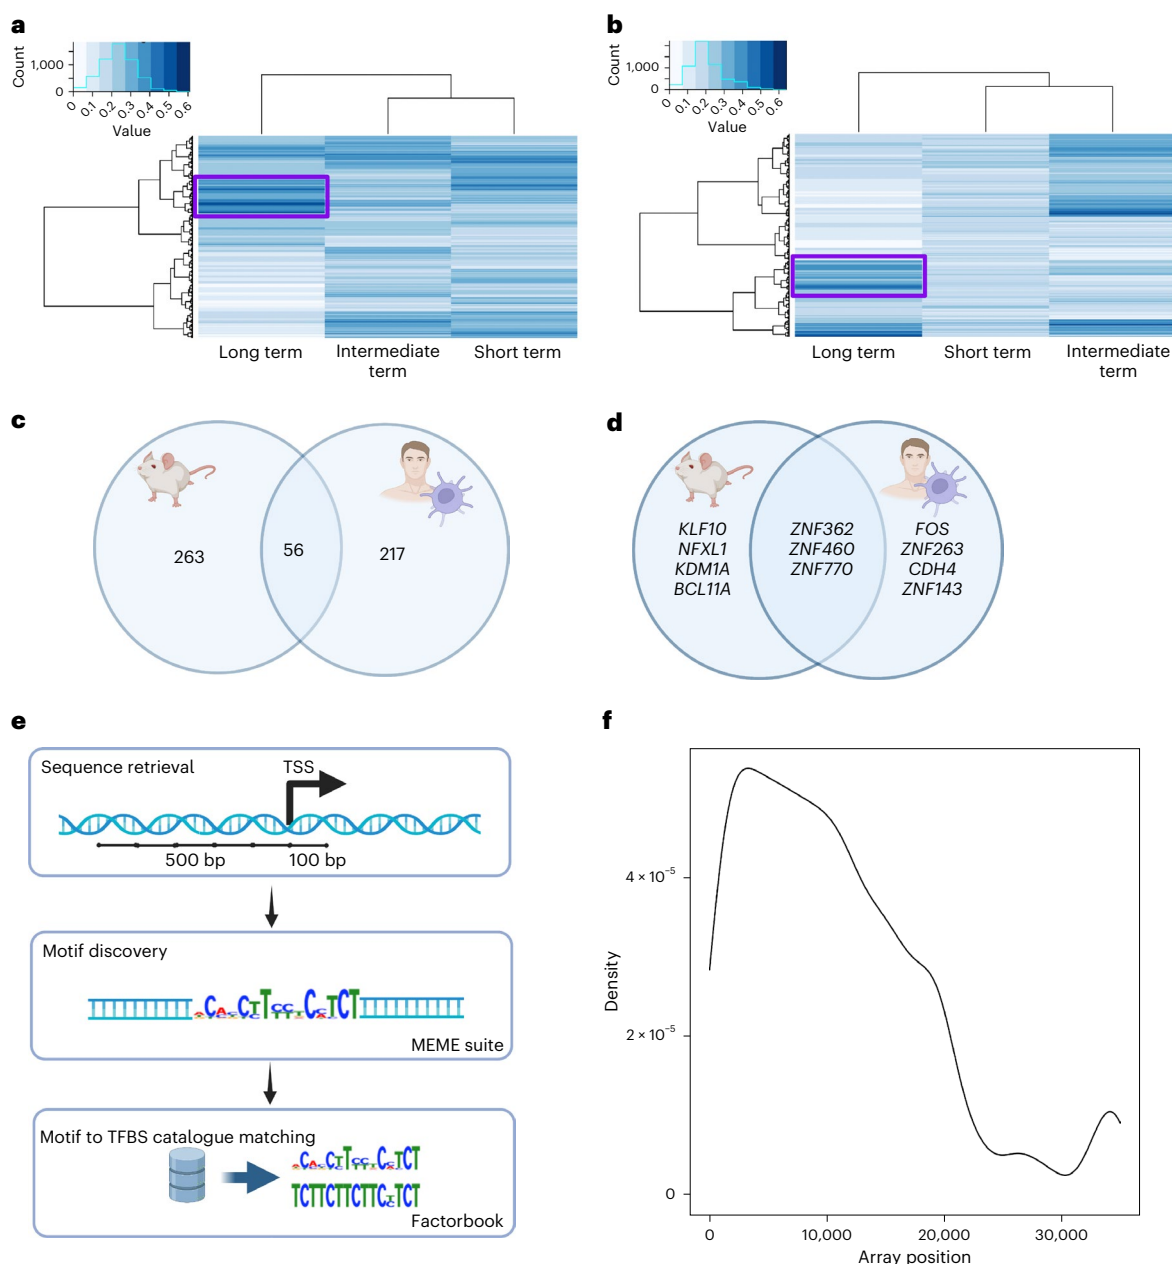 a
Count
1,000
0
0 0.1 0.2 0.3 0.4 0.5 0.6
Value
Long term
Intermediate
term
Short term
b
Count
1,000
0
0 0.1 0.2 0.3 0.4 0.5 0.6
Value
Long term
Short term
Intermediate
term
c
263
56
217
d
KLF10
NFXL1
KDM1A
BCL11A
ZNF362
ZNF460
ZNF770
FOS
ZNF263
CDH4
ZNF143
e
Sequence retrieval
TSS
500 bp
100 bp
Motif discovery
MEME suite
Motif to TFBS catalogue matching
TCTTCTTCTTC
TCT
Factorbook
f
Density
4 × 10⁻⁵
2 × 10⁻⁵
0
0 10,000 20,000 30,000
Array position